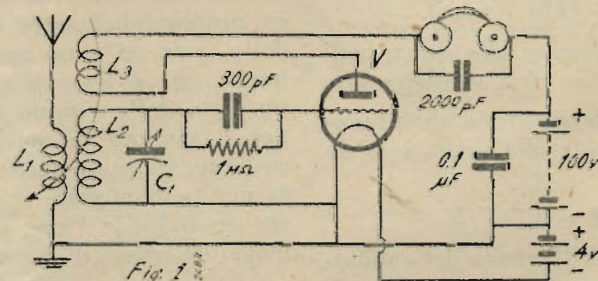 V
L3
300pF
2000pF
+
L1
L2
C1
1MΩ
0.1
µF
100v
-
+
4v
-
Fig. 1